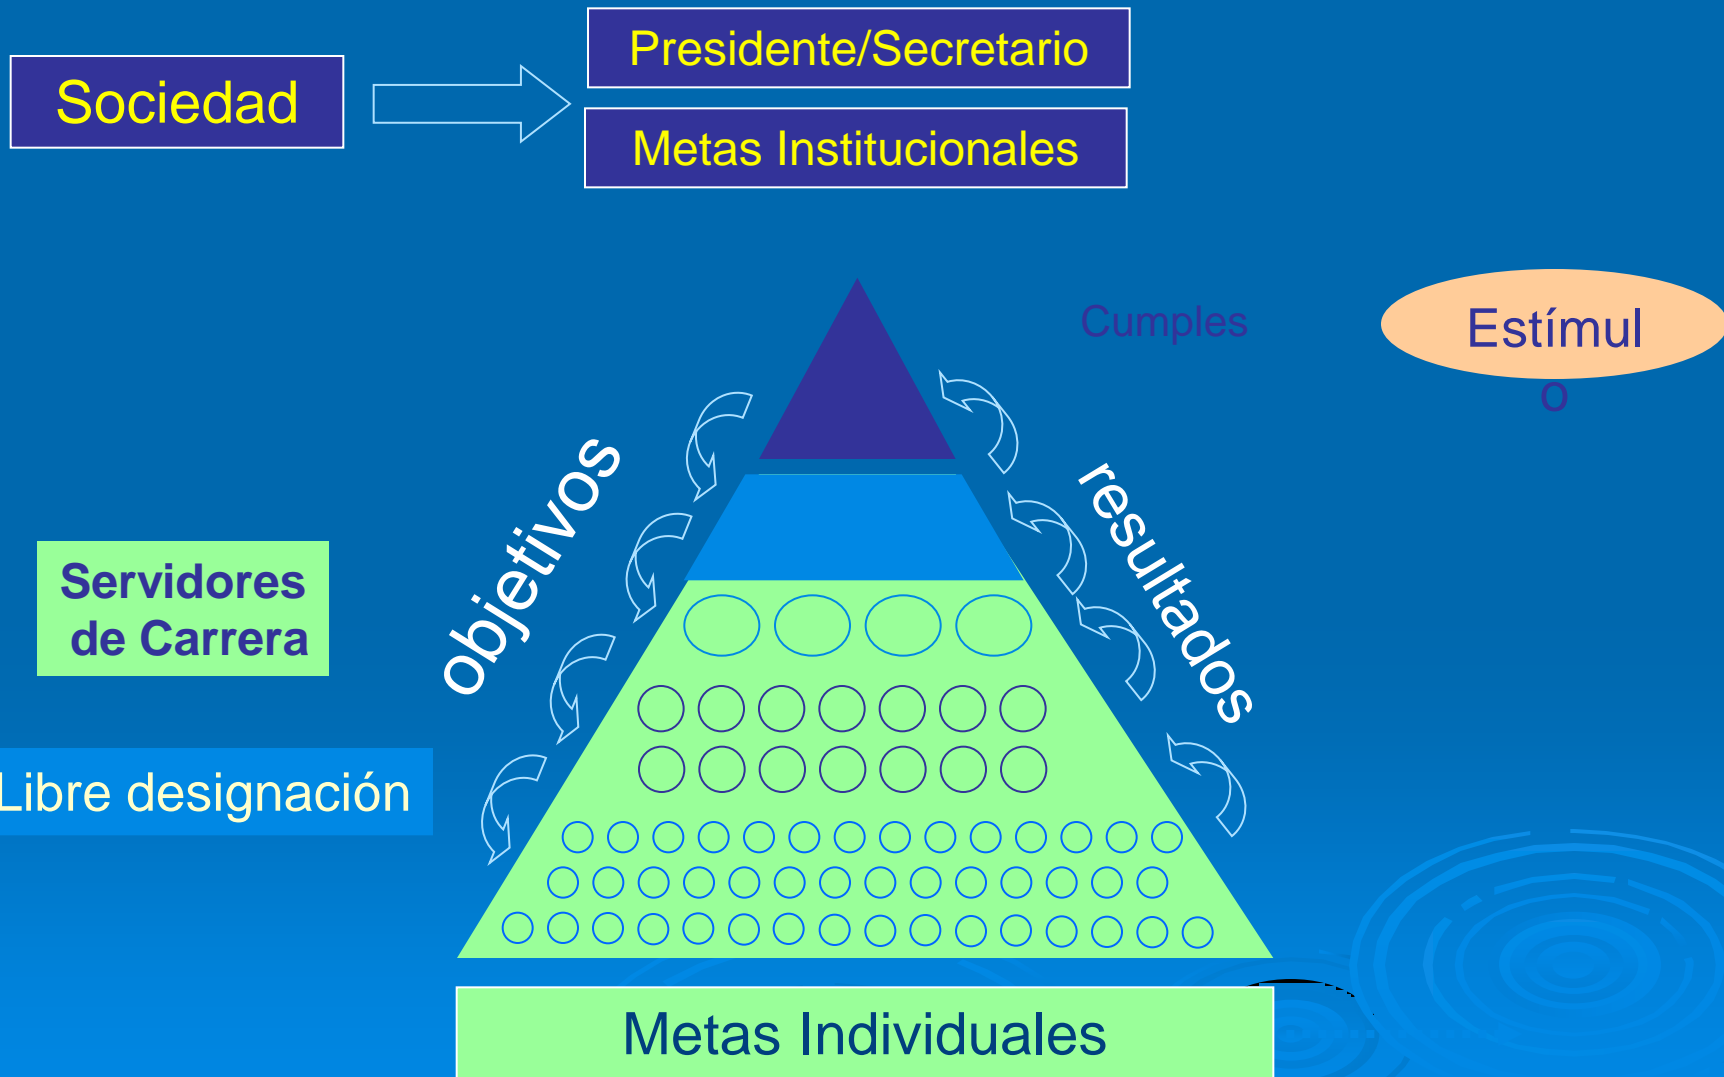 Sociedad
Presidente/Secretario
Metas Institucionales
Cumples
Estímul
o
objetivos
resultados
Servidores
de Carrera
Libre designación
Metas Individuales